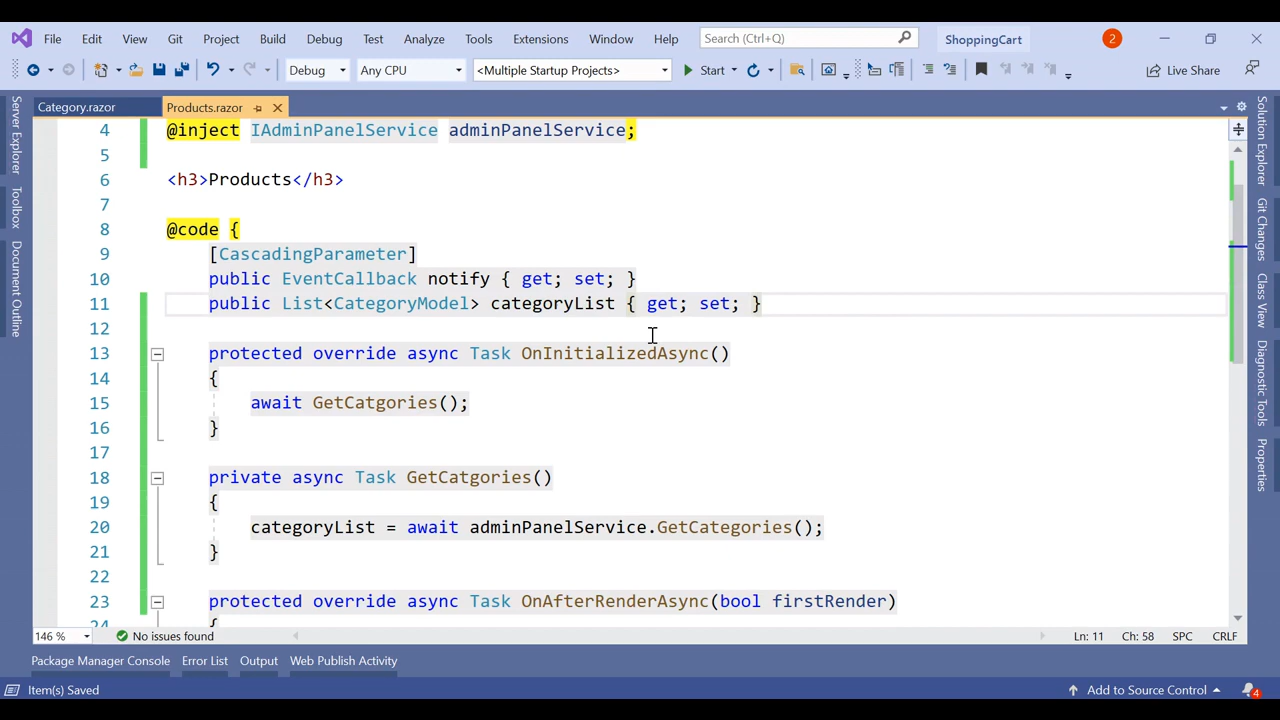 File Edit View Git Project Build Debug Test Analyze Tools Extensions Window Help Search (Ctrl+Q) ShoppingCart 2
Debug Any CPU <Multiple Startup Projects> Start Live Share
Category.razor Products.razor
4 @inject IAdminPanelService adminPanelService;
5
6 <h3>Products</h3>
7
8 @code {
9 [CascadingParameter]
10 public EventCallback notify { get; set; }
11 public List<CategoryModel> categoryList { get; set; }
12
13 protected override async Task OnInitializedAsync()
14 {
15 await GetCatgories();
16 }
17
18 private async Task GetCatgories()
19 {
20 categoryList = await adminPanelService.GetCategories();
21 }
22
23 protected override async Task OnAfterRenderAsync(bool firstRender)
24 {
Server Explorer
Toolbox
Document Outline
Solution Explorer
Git Changes
Class View
Diagnostic Tools
Properties
146 % No issues found Ln: 11 Ch: 58 SPC CRLF
Package Manager Console Error List Output Web Publish Activity
Item(s) Saved Add to Source Control 4